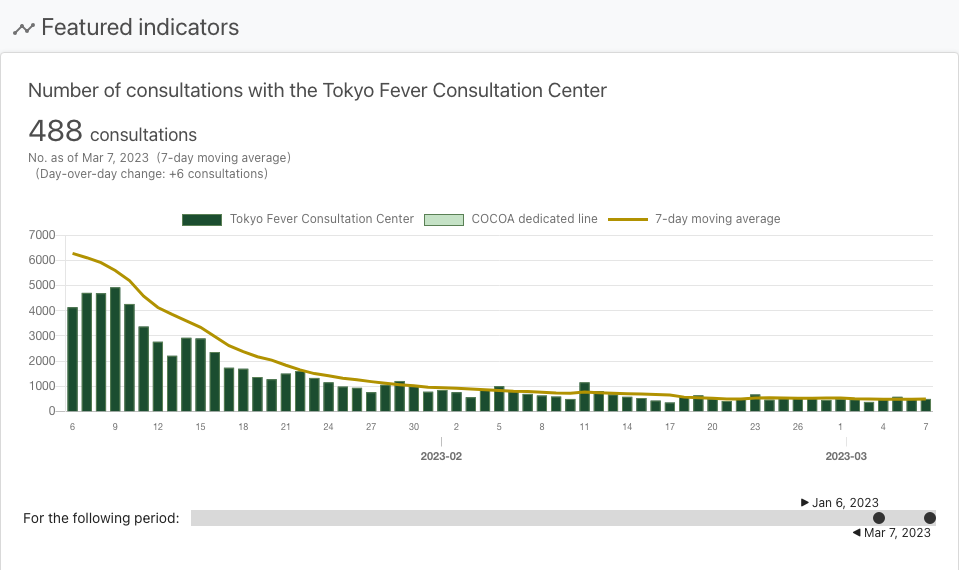 Featured indicators
Number of consultations with the Tokyo Fever Consultation Center
488 consultations
No. as of Mar 7, 2023 (7-day moving average)
(Day-over-day change: +6 consultations)
Tokyo Fever Consultation Center COCOA dedicated line 7-day moving average
7000
6000
5000
4000
3000
2000
1000
0
6 9 12 15 18 21 24 27 30 2 5 8 11 14 17 20 23 26 1 4 7
2023-02 2023-03
Jan 6, 2023
For the following period:
Mar 7, 2023